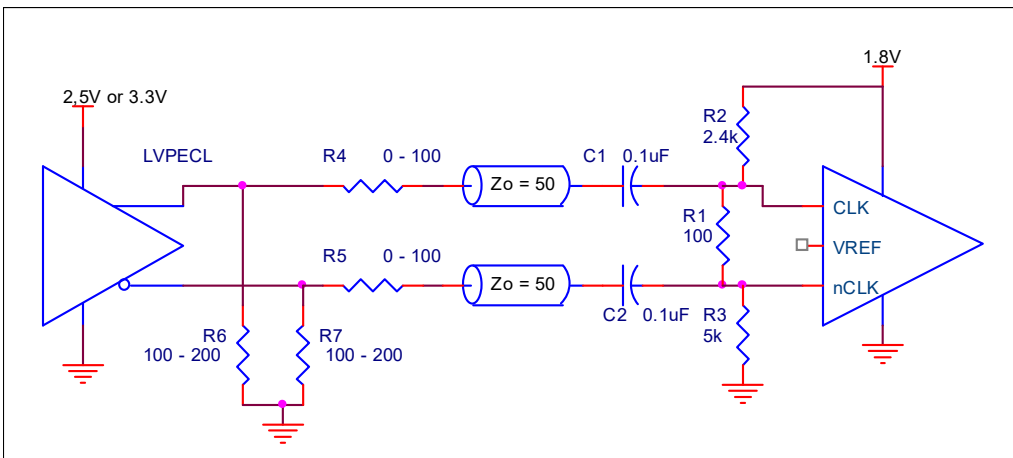 1.8V
2.5V or 3.3V
R2
2.4k
LVPECL
R4 0 - 100
C1 0.1uF
Zo = 50
R1
100
CLK
VREF
R5 0 - 100
Zo = 50
nCLK
C2 0.1uF
R3
5k
R6
100 - 200
R7
100 - 200